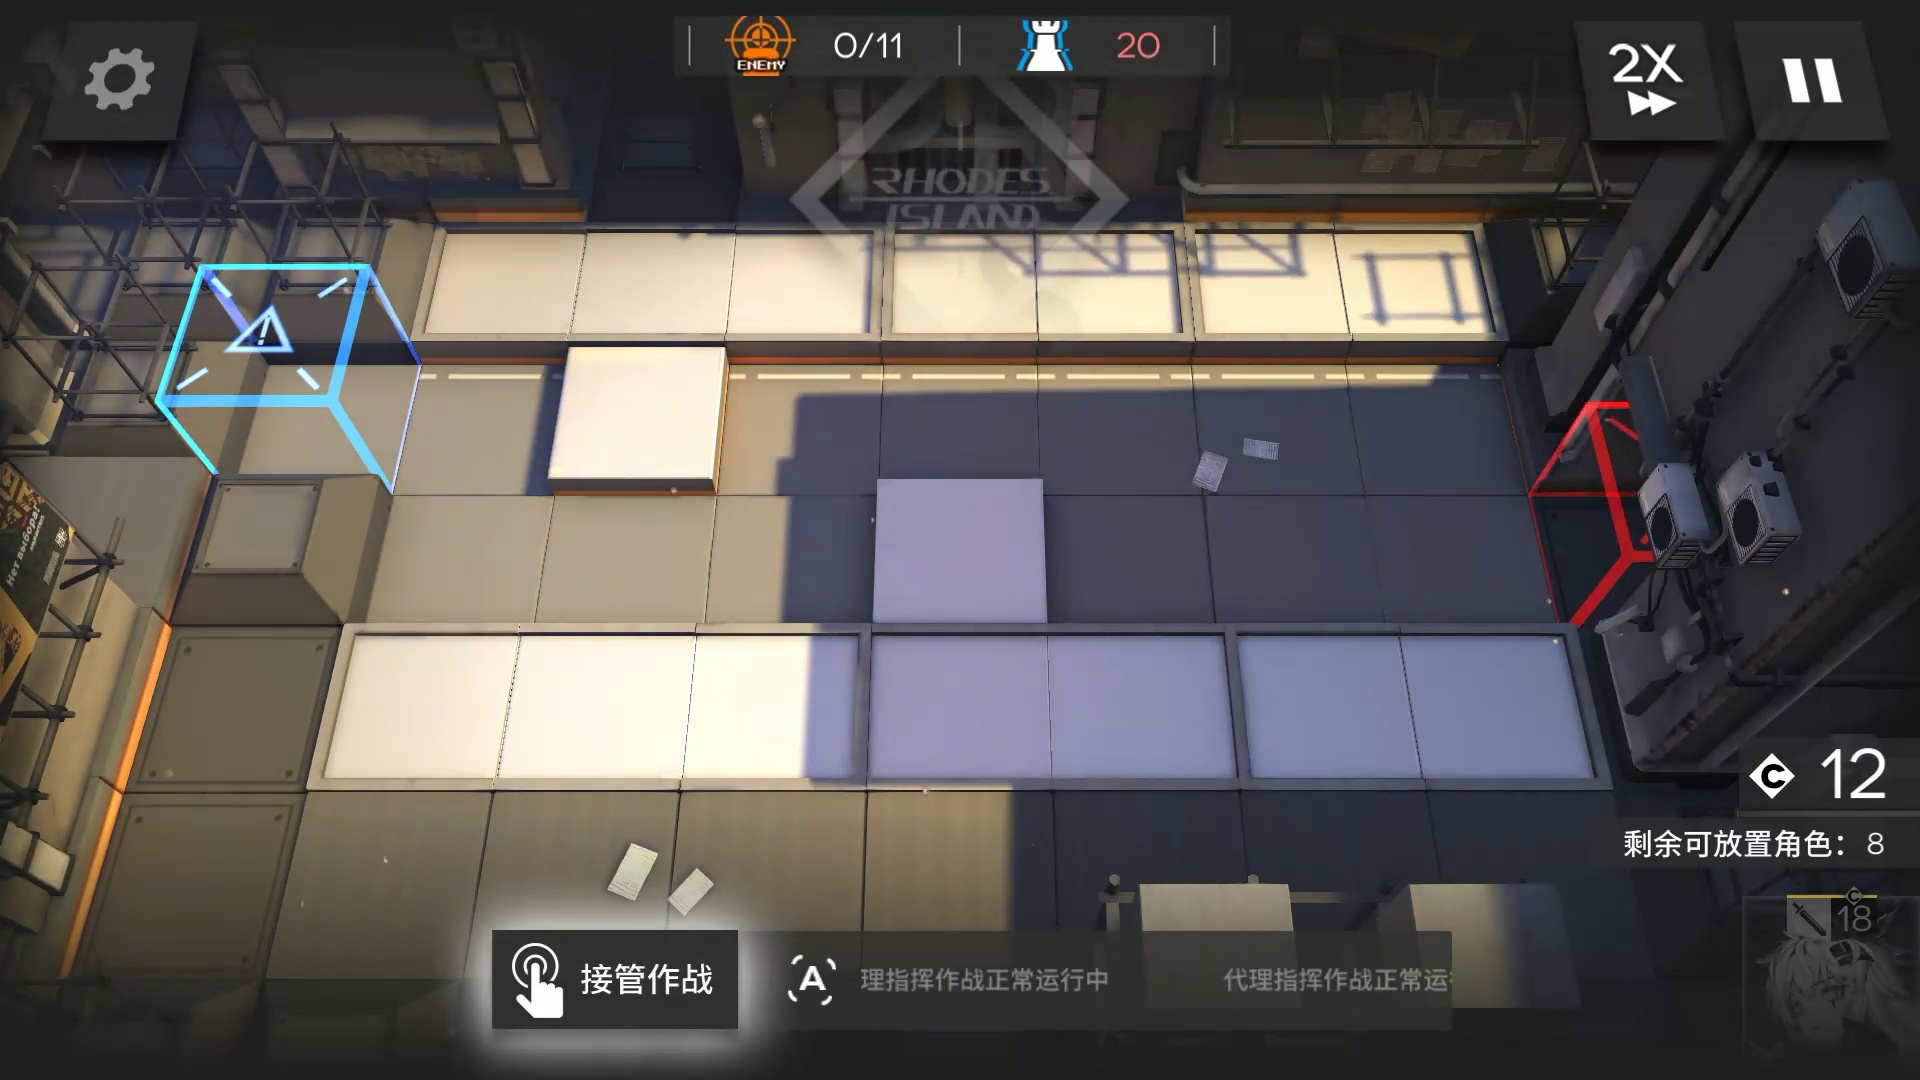 ENEMY
0/11
20
2X
RHODES
ISLAND
Нет выбора!
12
剩余可放置角色： 8
18
接管作战
A
理指挥作战正常运行中
代理指挥作战正常运